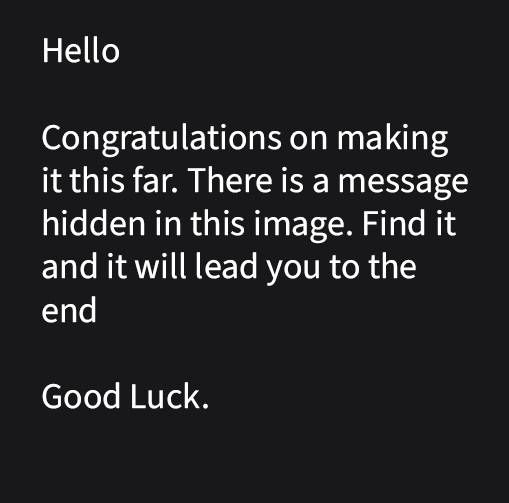 Hello
Congratulations on making
it this far. There is a message
hidden in this image. Find it
and it will lead you to the
end
Good Luck.